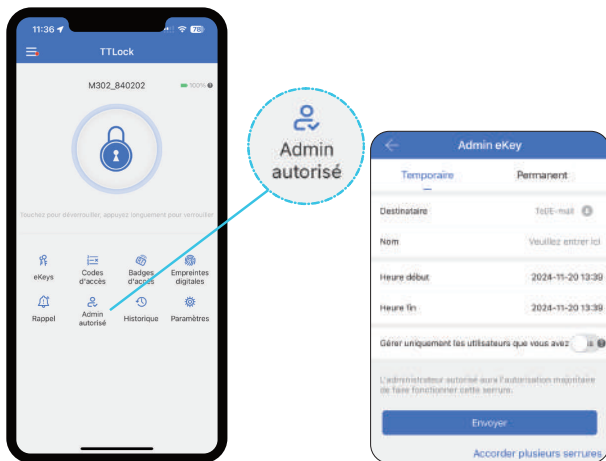 11:36
78
TTLock
M302_840202
100%
Touchez pour déverrouiller, appuyez longuement pour verrouiller
eKeys
Codes d'accès
Badges d'accès
Empreintes digitales
Rappel
Admin autorisé
Historique
Paramètres
Admin
autorisé
Admin eKey
Temporaire
Permanent
Destinataire
Tel/E-mail
Nom
Veuillez entrer ici
Heure début
2024-11-20 13:39
Heure fin
2024-11-20 13:39
Gérer uniquement les utilisateurs que vous avez
L'administrateur autorisé aura l'autorisation majoritaire
de faire fonctionner cette serrure.
Envoyer
Accorder plusieurs serrures